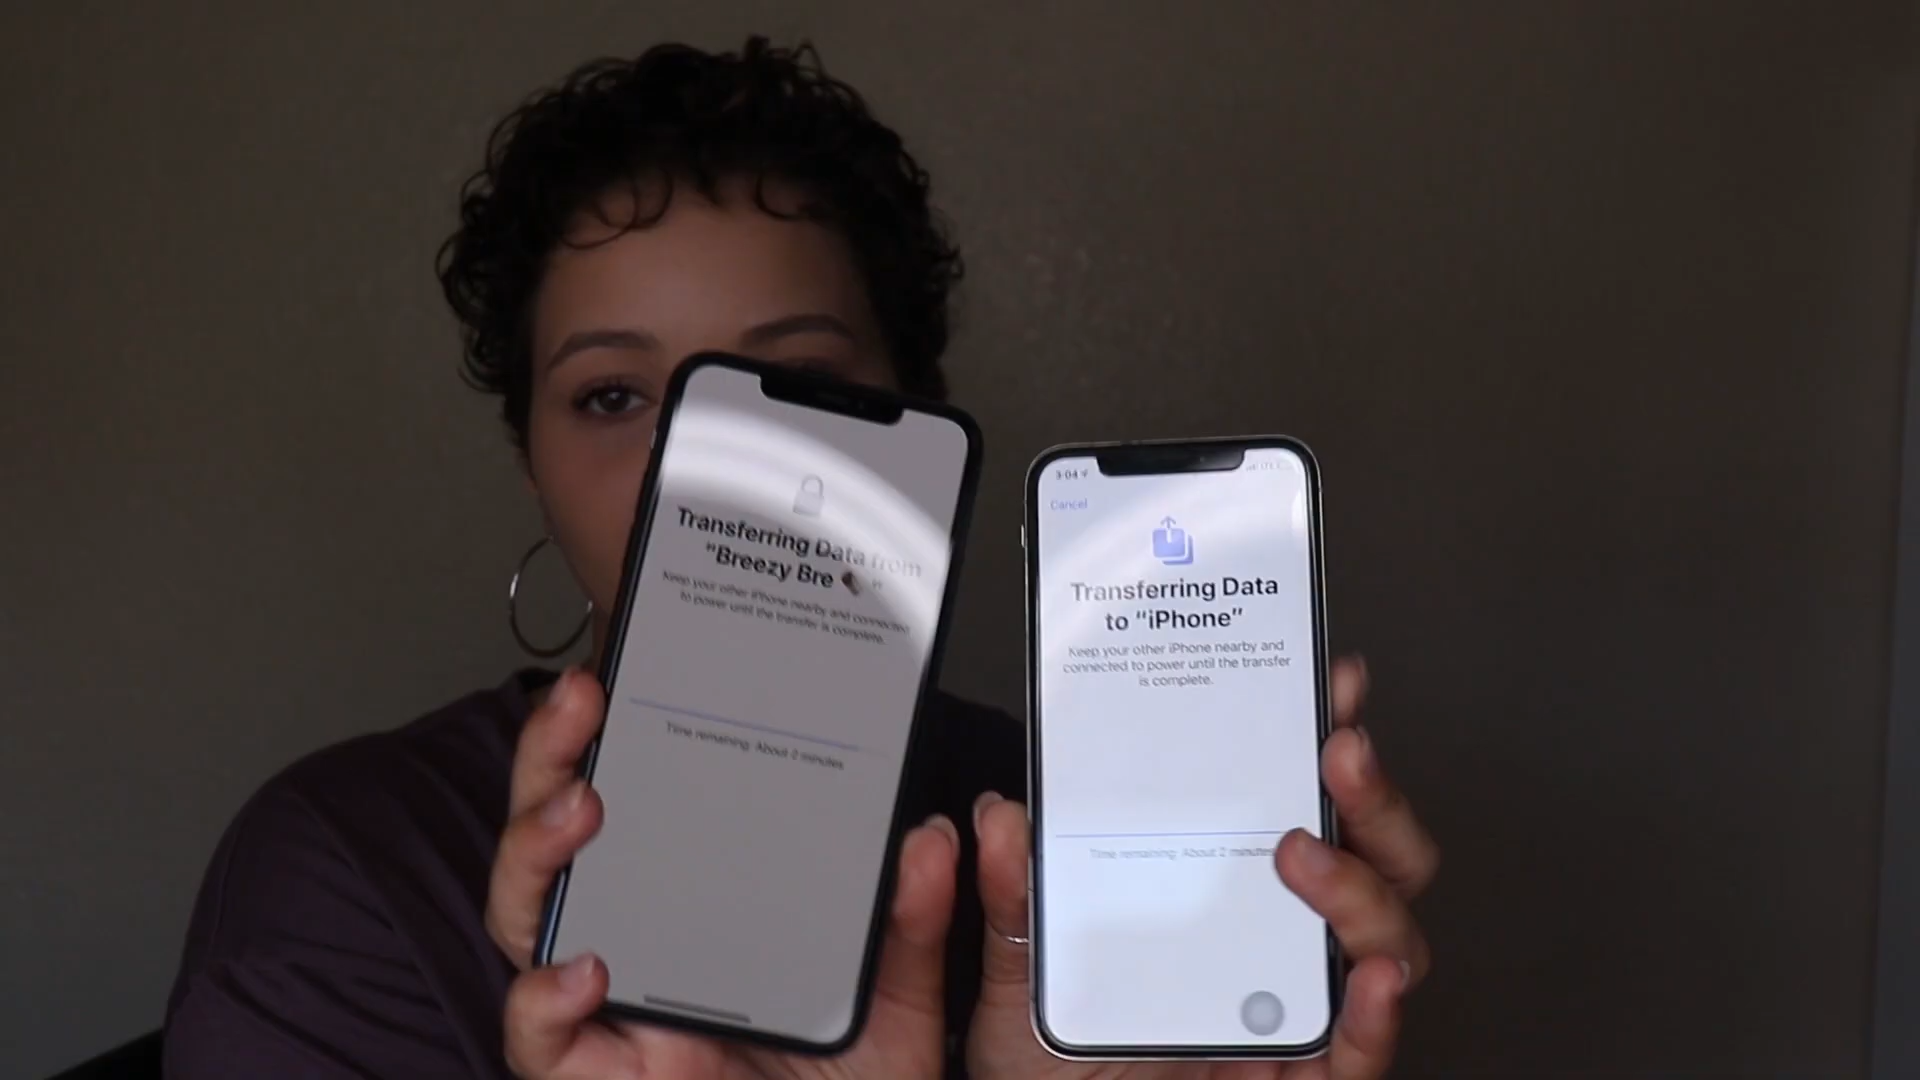 Transferring Data from
"Breezy Bre "
Keep your other iPhone nearby and connected
to power until the transfer is complete.
Time remaining: About 2 minutes
3:04
Cancel
Transferring Data
to "iPhone"
Keep your other iPhone nearby and
connected to power until the transfer
is complete.
Time remaining: About 2 minutes